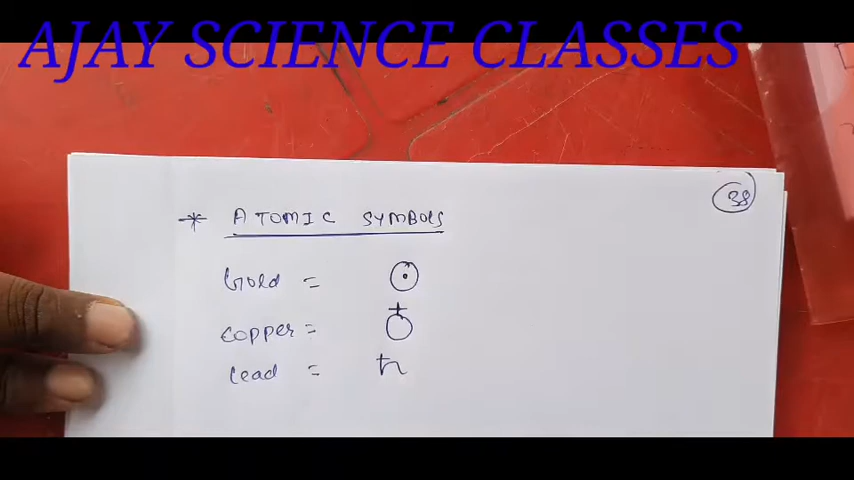 AJAY SCIENCE CLASSES
38
* ATOMIC SYMBOLS
Gold = ☉
copper = ♁
lead = ♄